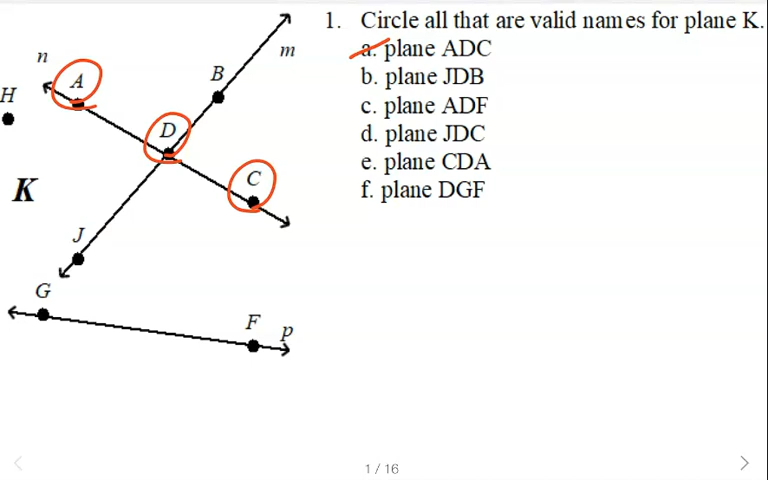 1. Circle all that are valid names for plane K.
a. plane ADC
b. plane JDB
c. plane ADF
d. plane JDC
e. plane CDA
f. plane DGF
n
A
B
m
H
D
C
K
J
G
F
p
1 / 16